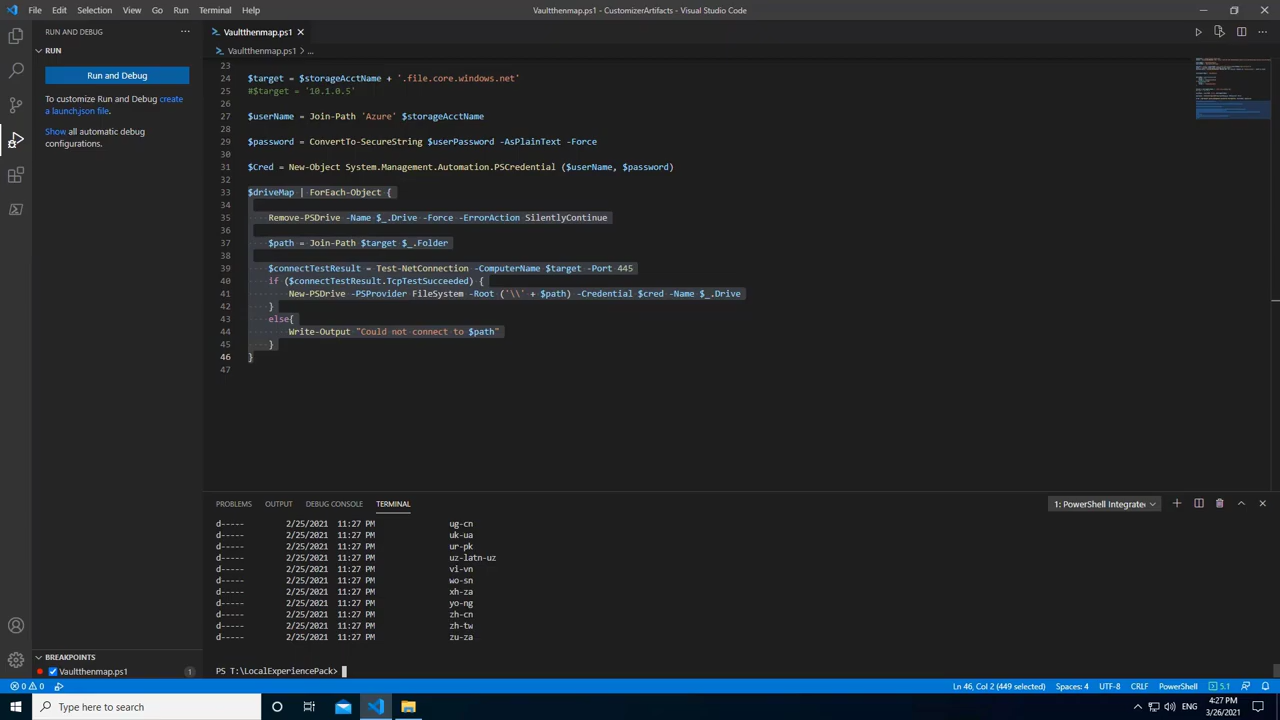 File Edit Selection View Go Run Terminal Help
Vaultthenmap.ps1 - CustomizerArtifacts - Visual Studio Code
RUN AND DEBUG
RUN
Run and Debug
To customize Run and Debug create
a launch.json file.
Show all automatic debug
configurations.
Vaultthenmap.ps1
Vaultthenmap.ps1 > ...
23
24 $target = $storageAcctName + '.file.core.windows.net'
25 #$target = '10.1.0.5'
26
27 $userName = Join-Path 'Azure' $storageAcctName
28
29 $password = ConvertTo-SecureString $userPassword -AsPlainText -Force
30
31 $Cred = New-Object System.Management.Automation.PSCredential ($userName, $password)
32
33 $driveMap | ForEach-Object {
34
35 Remove-PSDrive -Name $_.Drive -Force -ErrorAction SilentlyContinue
36
37 $path = Join-Path $target $_.Folder
38
39 $connectTestResult = Test-NetConnection -ComputerName $target -Port 445
40 if ($connectTestResult.TcpTestSucceeded) {
41 New-PSDrive -PSProvider FileSystem -Root ('\\' + $path) -Credential $cred -Name $_.Drive
42 }
43 else{
44 Write-Output "Could not connect to $path"
45 }
46 }
47
PROBLEMS OUTPUT DEBUG CONSOLE TERMINAL
1: PowerShell Integrate
d----- 2/25/2021 11:27 PM ug-cn
d----- 2/25/2021 11:27 PM uk-ua
d----- 2/25/2021 11:27 PM ur-pk
d----- 2/25/2021 11:27 PM uz-latn-uz
d----- 2/25/2021 11:27 PM vi-vn
d----- 2/25/2021 11:27 PM wo-sn
d----- 2/25/2021 11:27 PM xh-za
d----- 2/25/2021 11:27 PM yo-ng
d----- 2/25/2021 11:27 PM zh-cn
d----- 2/25/2021 11:27 PM zh-tw
d----- 2/25/2021 11:27 PM zu-za
PS T:\LocalExperiencePack>
BREAKPOINTS
Vaultthenmap.ps1 1
0 0
Ln 46, Col 2 (449 selected) Spaces: 4 UTF-8 CRLF PowerShell 5.1
Type here to search
ENG
4:27 PM
3/26/2021